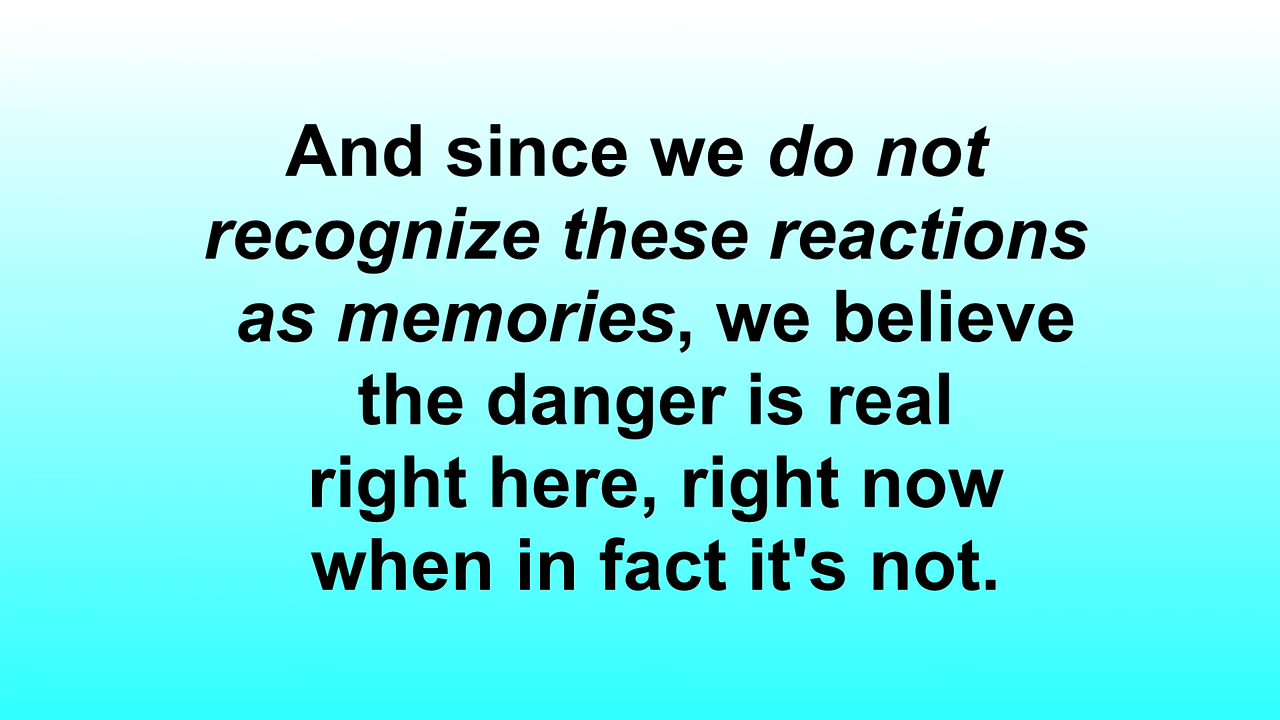 And since we do not
recognize these reactions
as memories, we believe
the danger is real
right here, right now
when in fact it's not.